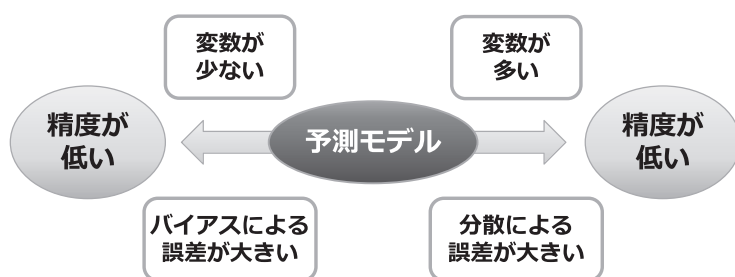 変数が
少ない
変数が
多い
精度が
低い
予測モデル
精度が
低い
バイアスによる
誤差が大きい
分散による
誤差が大きい